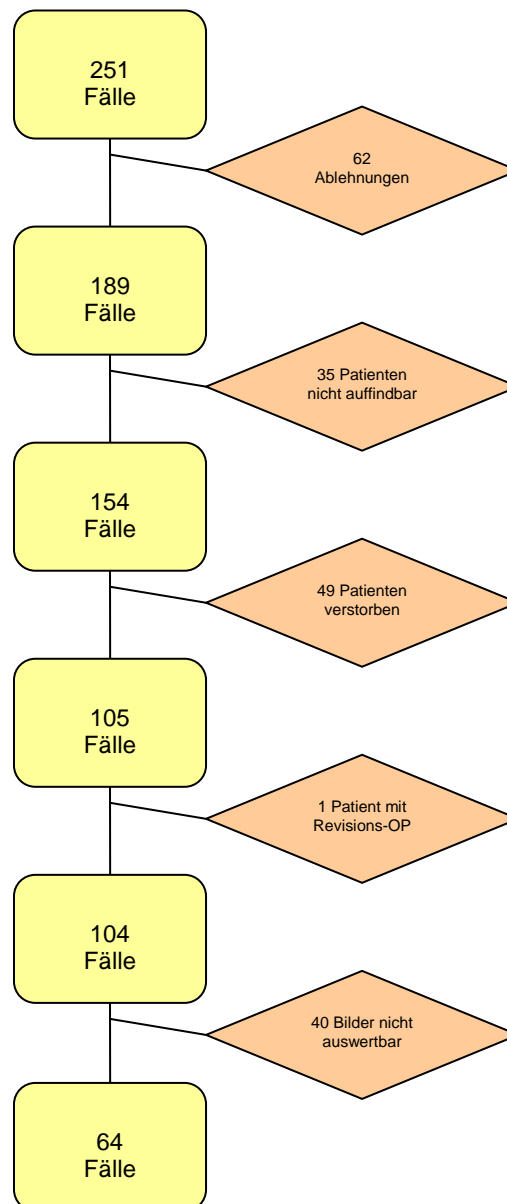 251
Fälle
62
Ablehnungen
189
Fälle
35 Patienten
nicht auffindbar
154
Fälle
49 Patienten
verstorben
105
Fälle
1 Patient mit
Revisions-OP
104
Fälle
40 Bilder nicht
auswertbar
64
Fälle